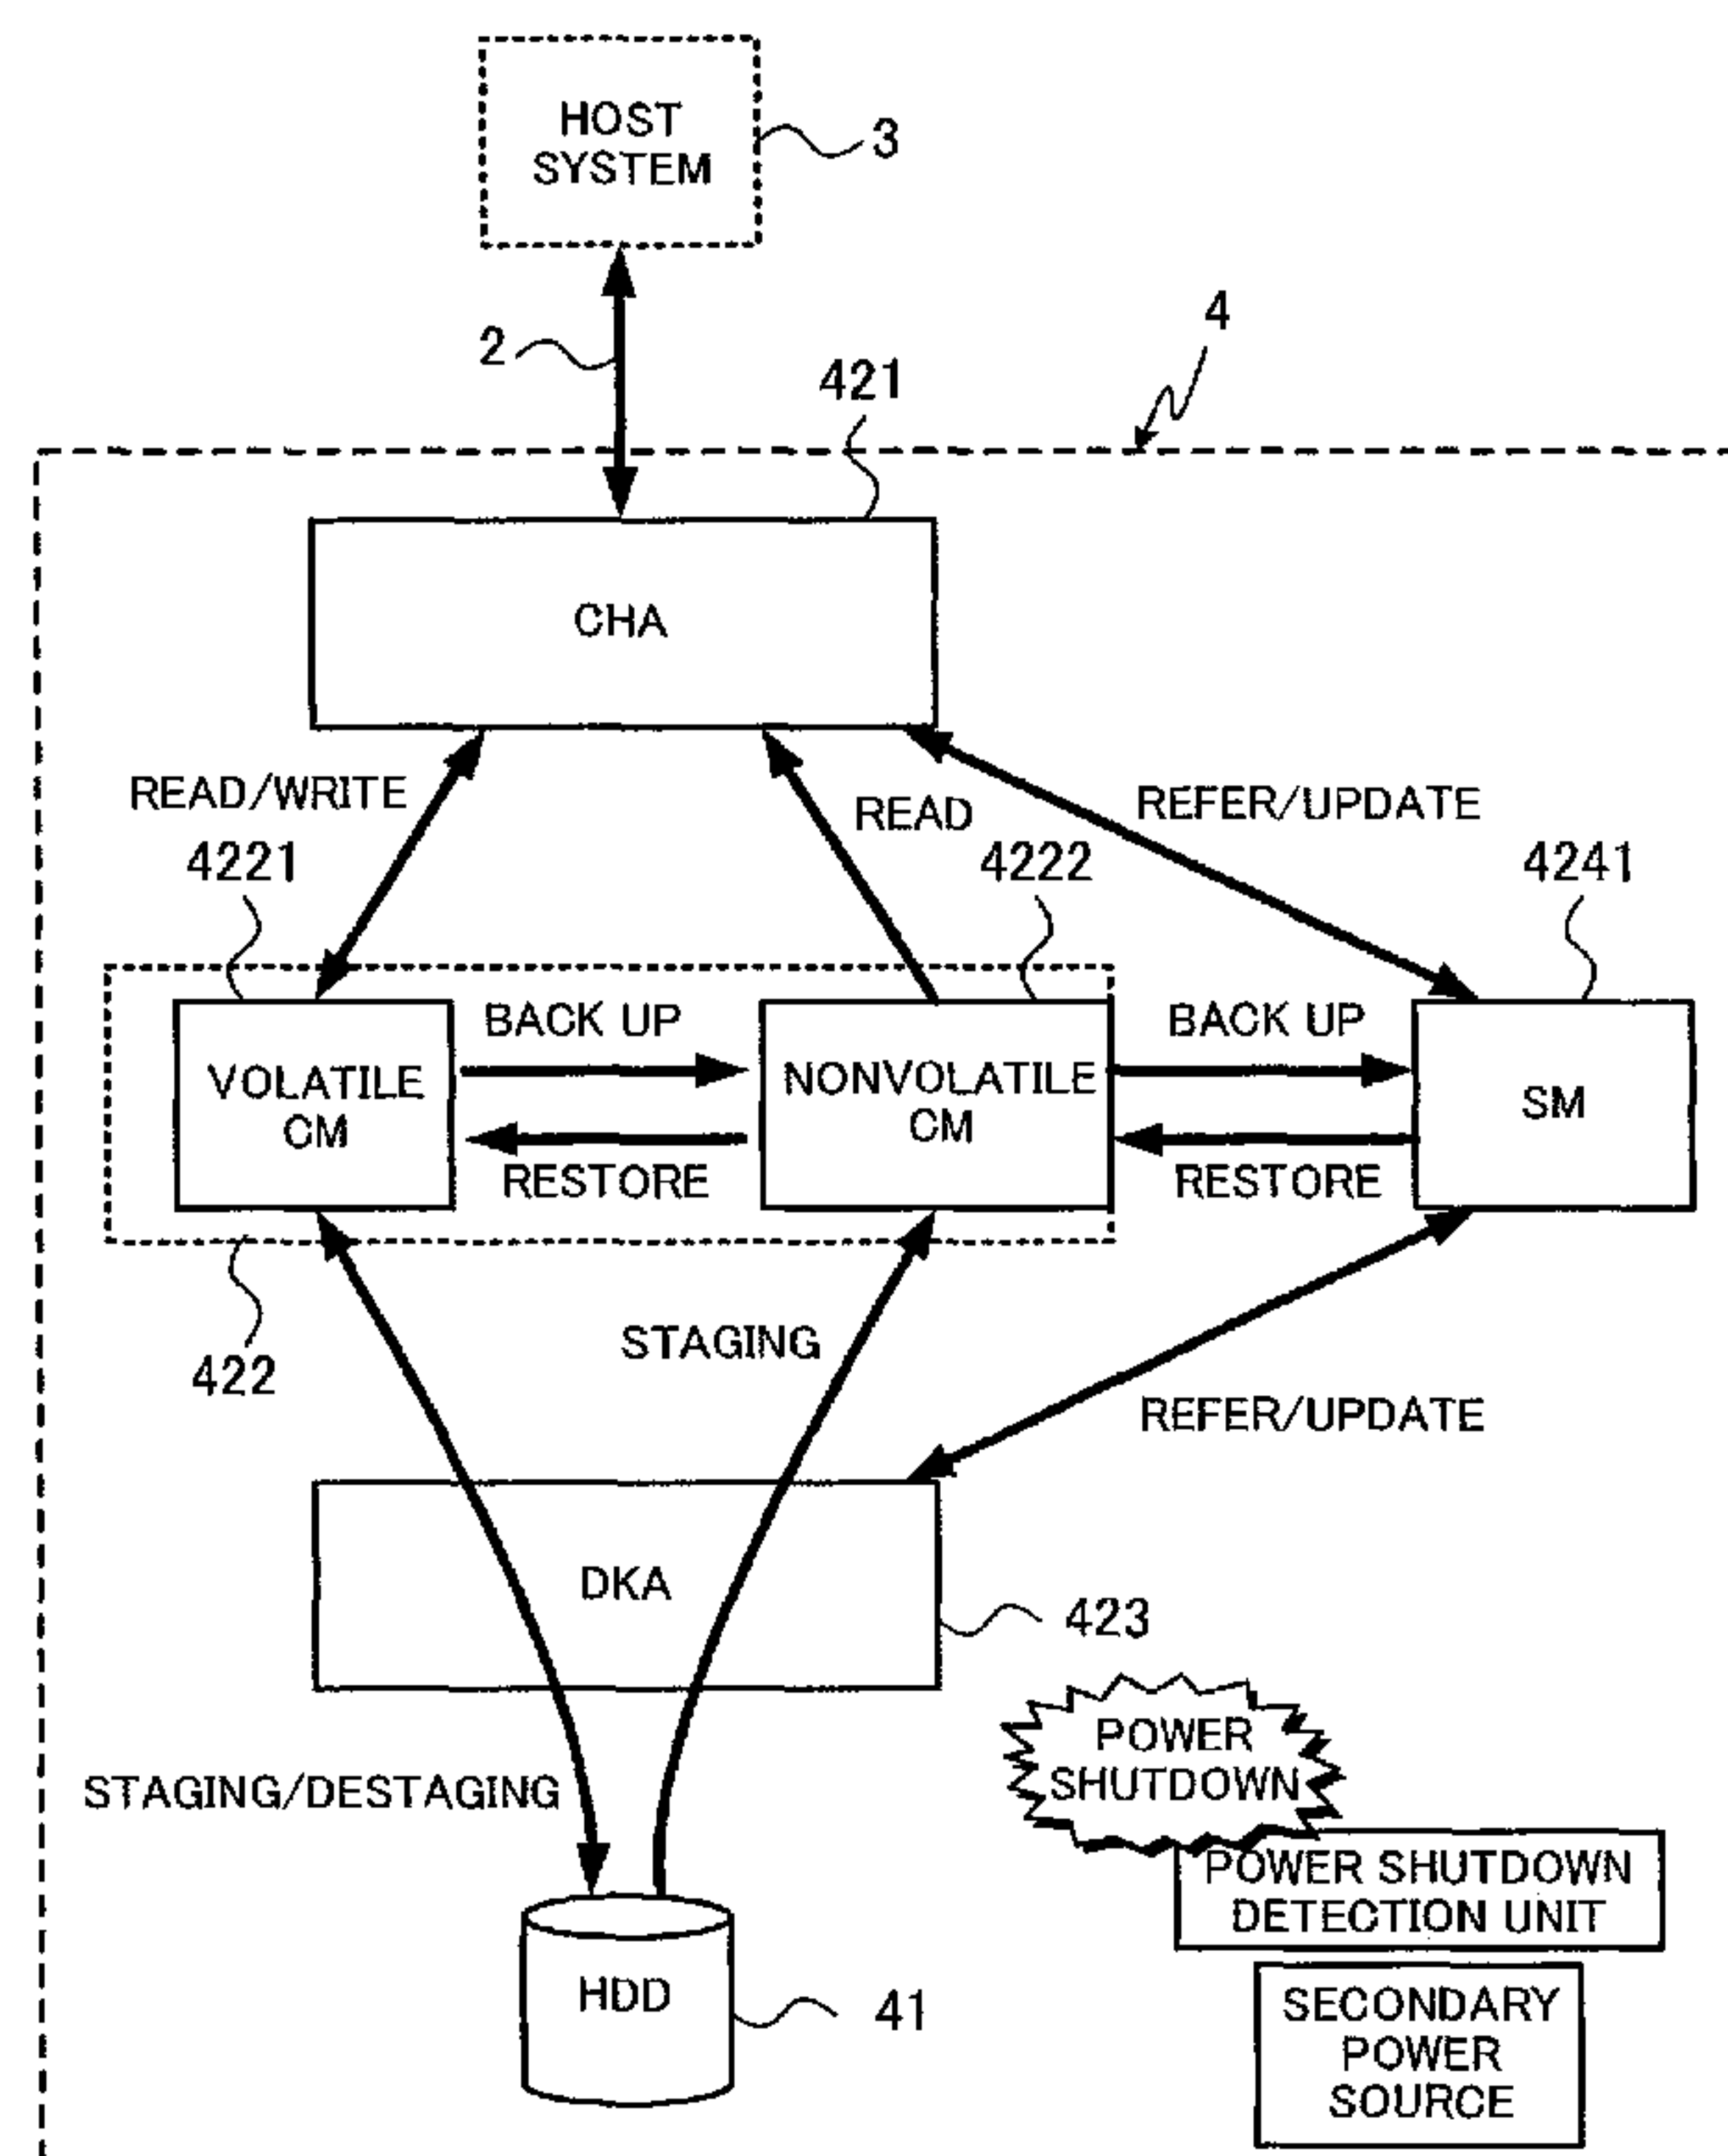 HOST
SYSTEM
3
2
4
421
CHA
READ/WRITE
READ
REFER/UPDATE
4221
4222
4241
BACK UP
BACK UP
VOLATILE
CM
NONVOLATILE
CM
SM
RESTORE
RESTORE
STAGING
422
REFER/UPDATE
DKA
423
POWER
SHUTDOWN
STAGING/DESTAGING
POWER SHUTDOWN
DETECTION UNIT
HDD
41
SECONDARY
POWER
SOURCE